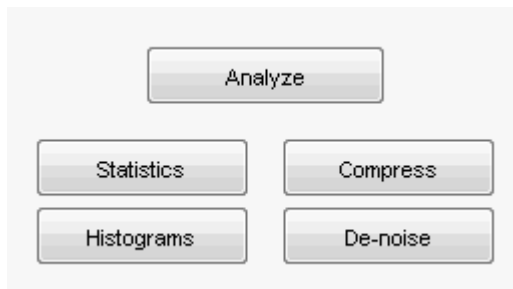 Analyze
Statistics
Compress
Histograms
De-noise